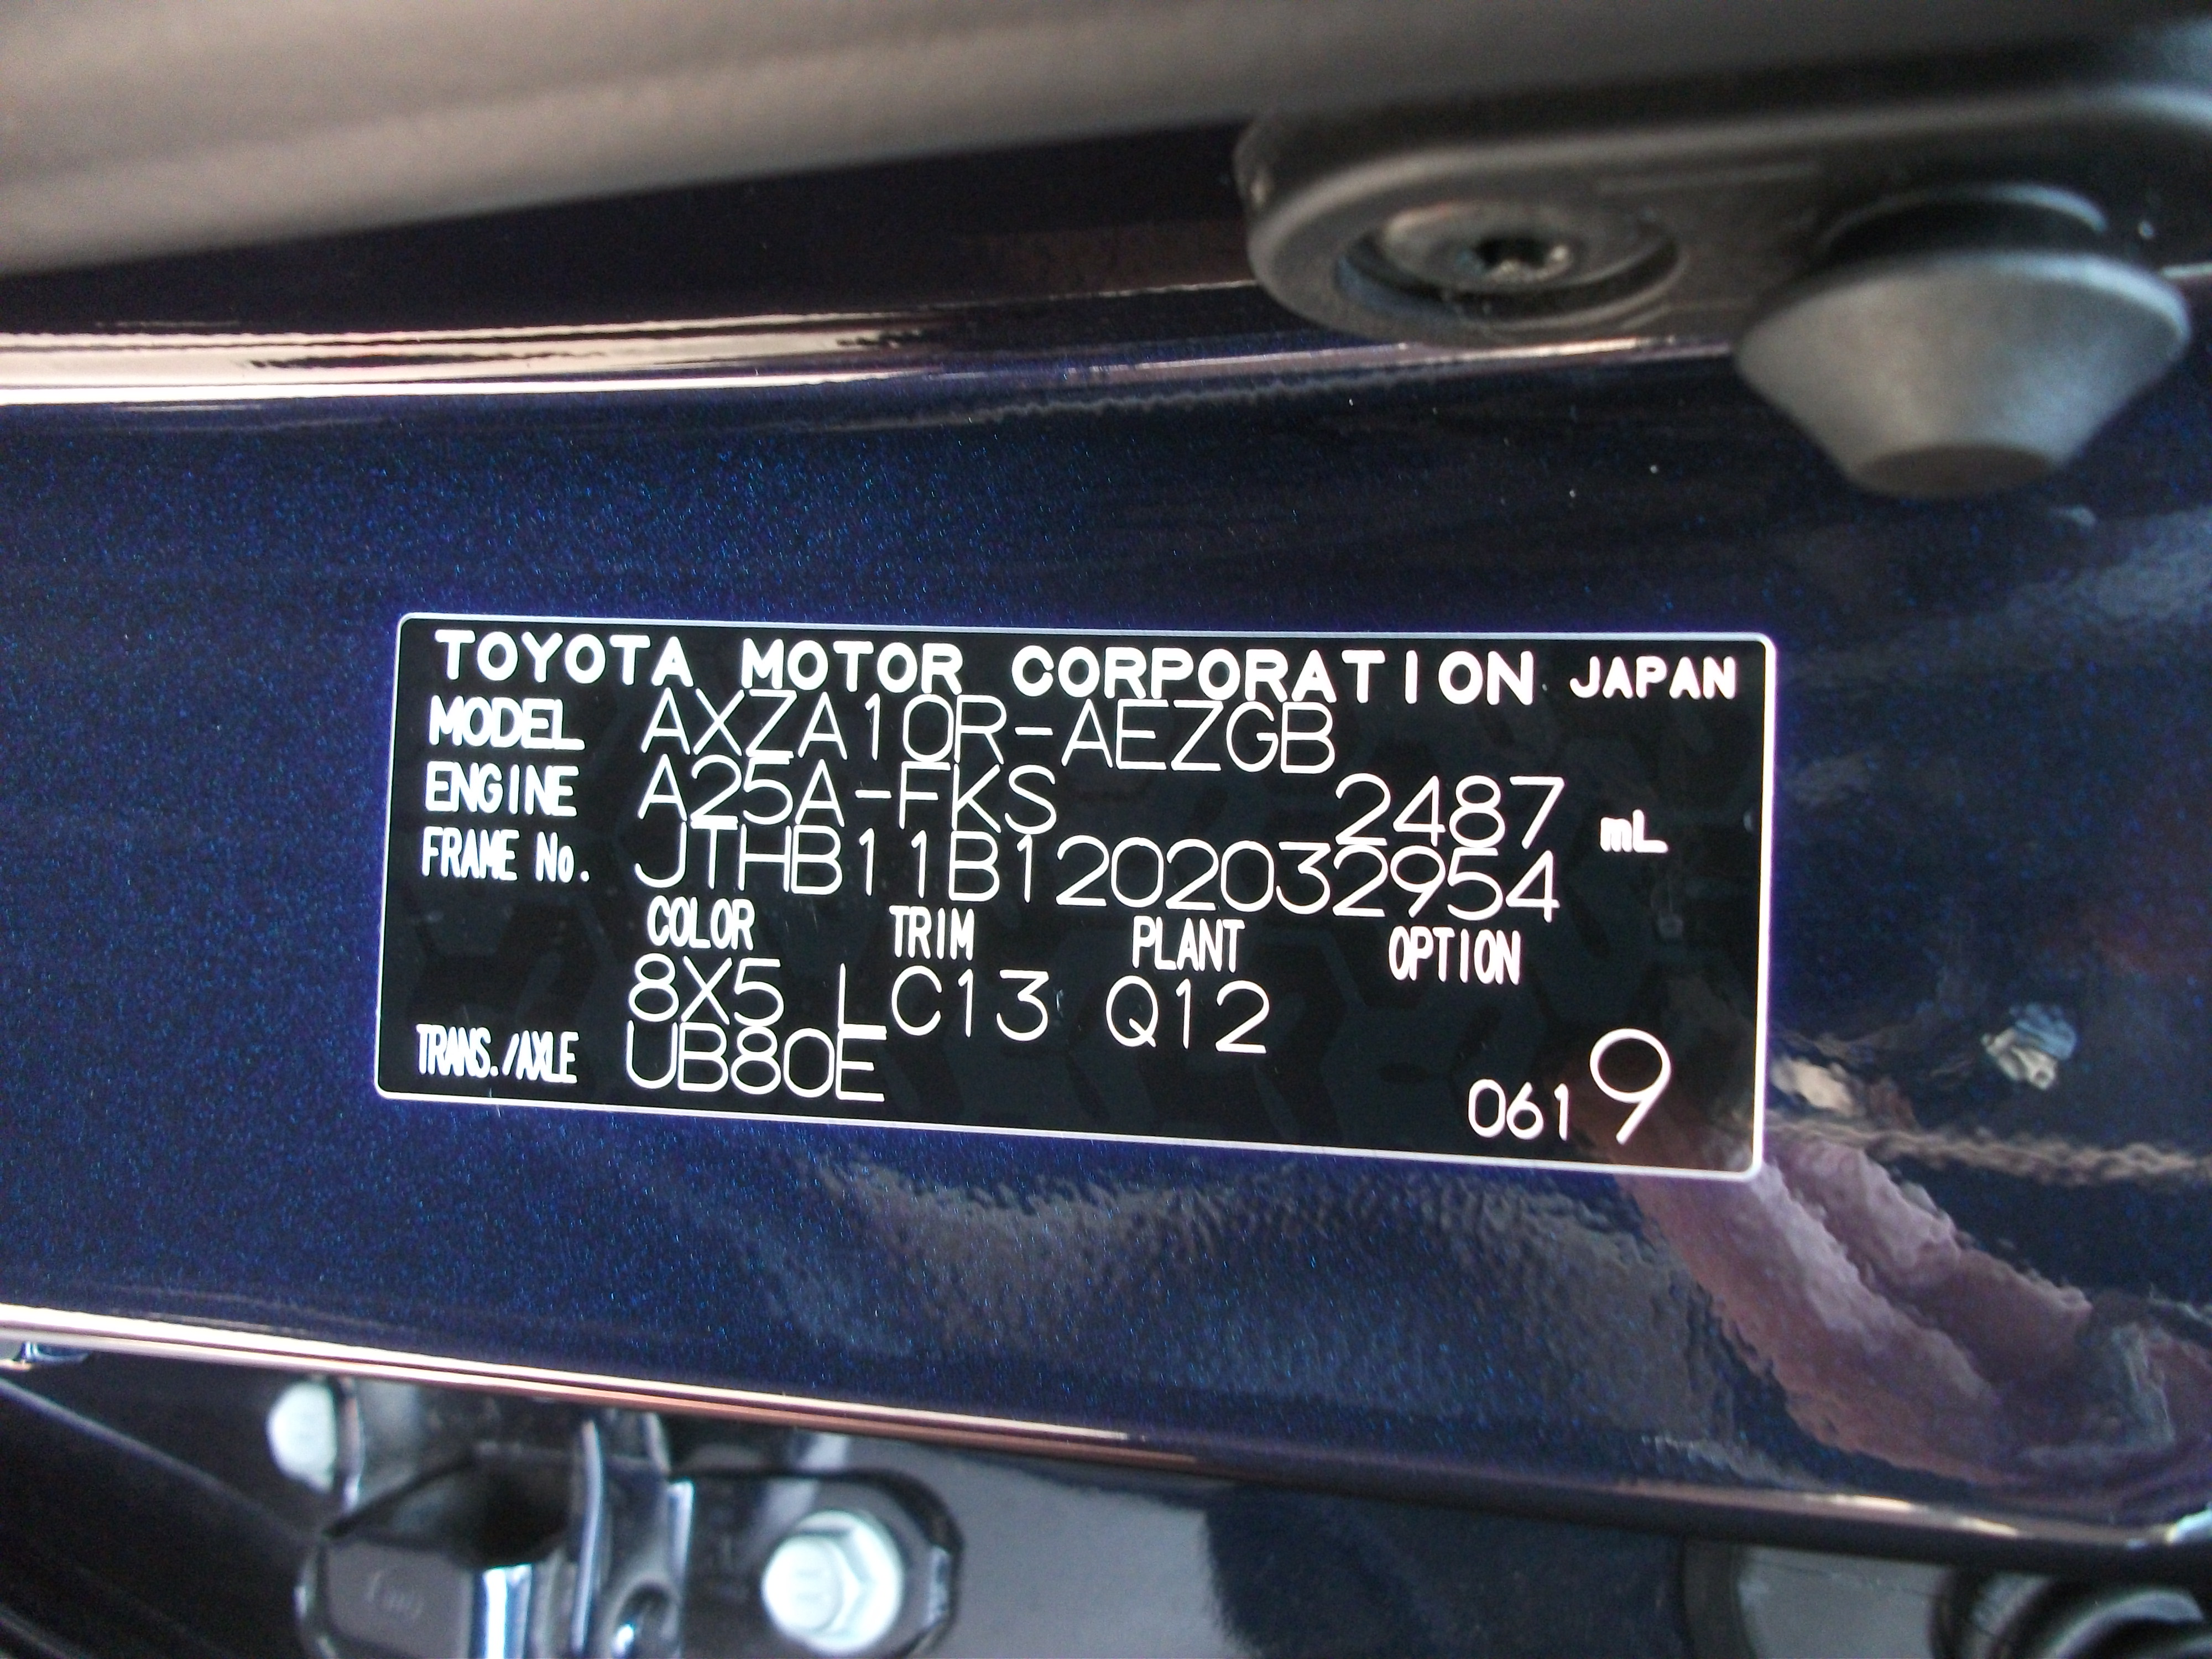 TOYOTA MOTOR CORPORATION JAPAN
MODEL AXZA10R-AEZGB
ENGINE A25A-FKS 2487 mL
FRAME No. JTHB11B1202032954
COLOR TRIM PLANT OPTION
8X5 LC13 Q12
TRANS./AXLE UB80E
0619